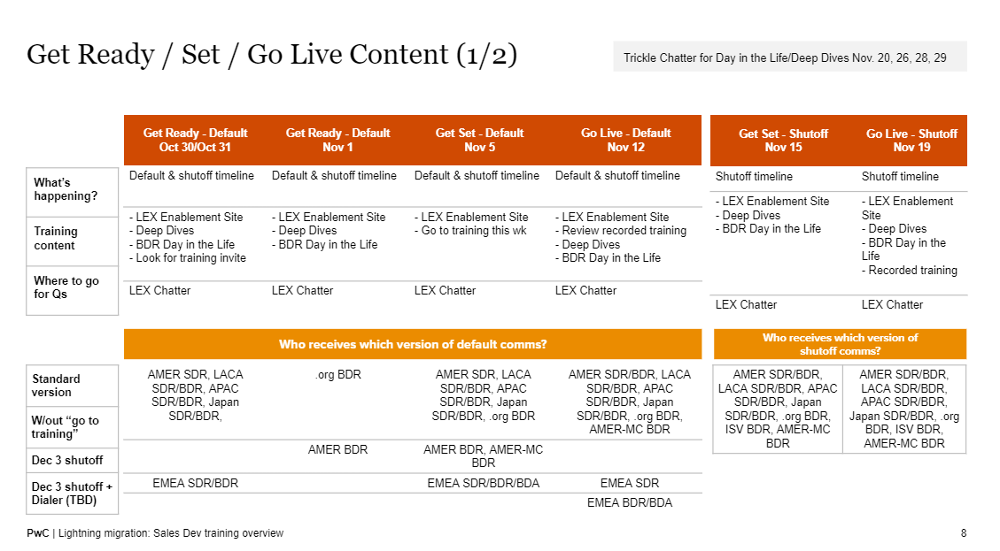 Get Ready / Set / Go Live Content (1/2)
Trickle Chatter for Day in the Life/Deep Dives Nov. 20, 26, 28, 29
Get Ready - Default
Oct 30/Oct 31
Get Ready - Default
Nov 1
Get Set - Default
Nov 5
Go Live - Default
Nov 12
Get Set - Shutoff
Nov 15
Go Live - Shutoff
Nov 19
What's
happening?
Default & shutoff timeline
Default & shutoff timeline
Default & shutoff timeline
Default & shutoff timeline
Shutoff timeline
Shutoff timeline
Training
content
- LEX Enablement Site
- Deep Dives
- BDR Day in the Life
- Look for training invite
- LEX Enablement Site
- Deep Dives
- BDR Day in the Life
- LEX Enablement Site
- Go to training this wk
- LEX Enablement Site
- Review recorded training
- Deep Dives
- BDR Day in the Life
- LEX Enablement Site
- Deep Dives
- BDR Day in the Life
- LEX Enablement
Site
- Deep Dives
- BDR Day in the
Life
- Recorded training
Where to go
for Qs
LEX Chatter
LEX Chatter
LEX Chatter
LEX Chatter
LEX Chatter
LEX Chatter
Who receives which version of default comms?
Who receives which version of
shutoff comms?
Standard
version
AMER SDR, LACA
SDR/BDR, APAC
SDR/BDR, Japan
SDR/BDR,
.org BDR
AMER SDR, LACA
SDR/BDR, APAC
SDR/BDR, Japan
SDR/BDR, .org BDR
AMER SDR/BDR, LACA
SDR/BDR, APAC
SDR/BDR, Japan
SDR/BDR, .org BDR,
AMER-MC BDR
AMER SDR/BDR,
LACA SDR/BDR, APAC
SDR/BDR, Japan
SDR/BDR, .org BDR,
ISV BDR, AMER-MC
BDR
AMER SDR/BDR,
LACA SDR/BDR,
APAC SDR/BDR,
Japan SDR/BDR, .org
BDR, ISV BDR,
AMER-MC BDR
W/out “go to
training”
AMER BDR
AMER BDR, AMER-MC
BDR
Dec 3 shutoff
EMEA SDR/BDR
EMEA SDR/BDR/BDA
EMEA SDR
Dec 3 shutoff +
Dialer (TBD)
EMEA BDR/BDA
PwC | Lightning migration: Sales Dev training overview
8